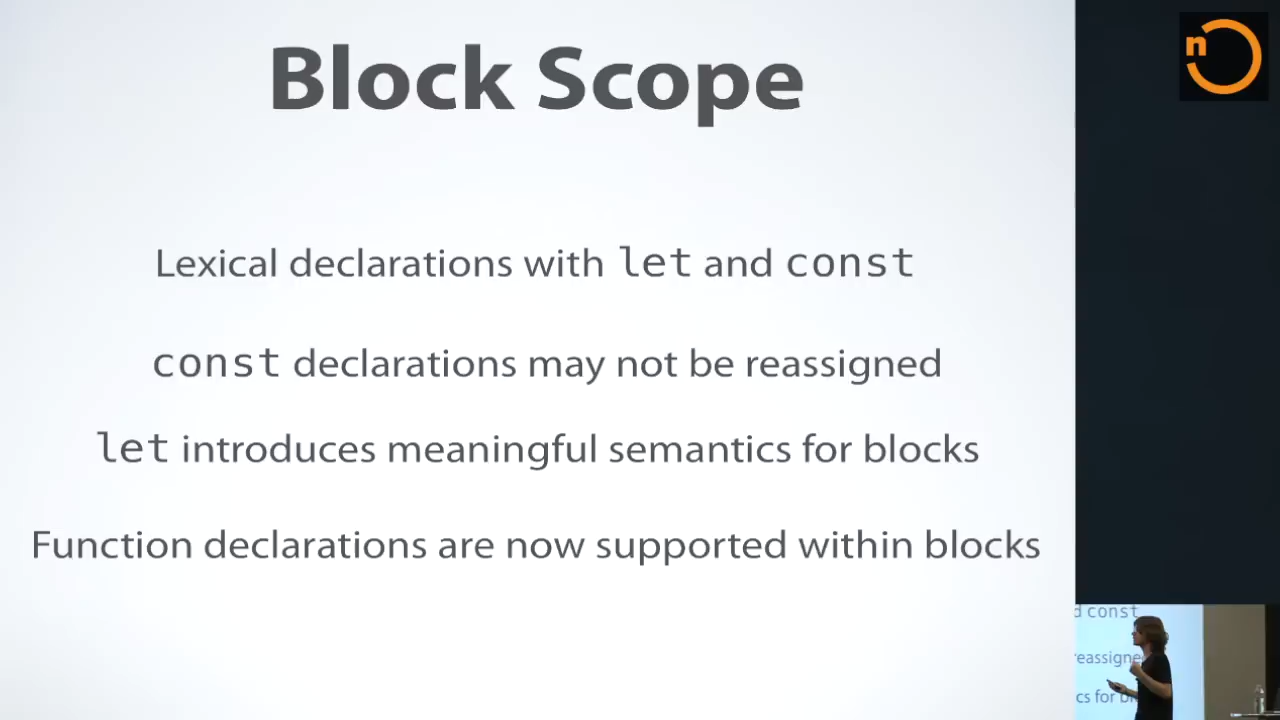 Block Scope
Lexical declarations with let and const
const declarations may not be reassigned
let introduces meaningful semantics for blocks
Function declarations are now supported within blocks
n
d const
reassigne
cs for bl